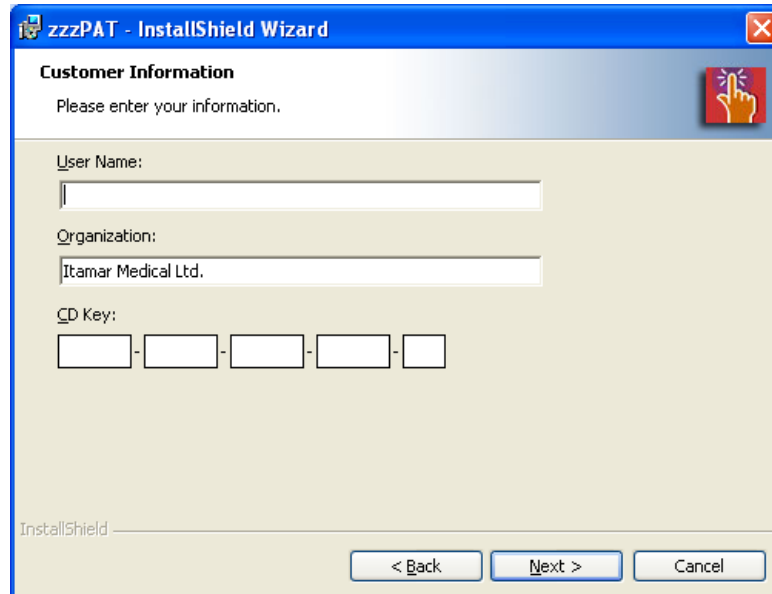 zzzPAT - InstallShield Wizard
Customer Information
Please enter your information.
User Name:
Organization:
Itamar Medical Ltd.
CD Key:
- - - -
InstallShield
< Back Next > Cancel